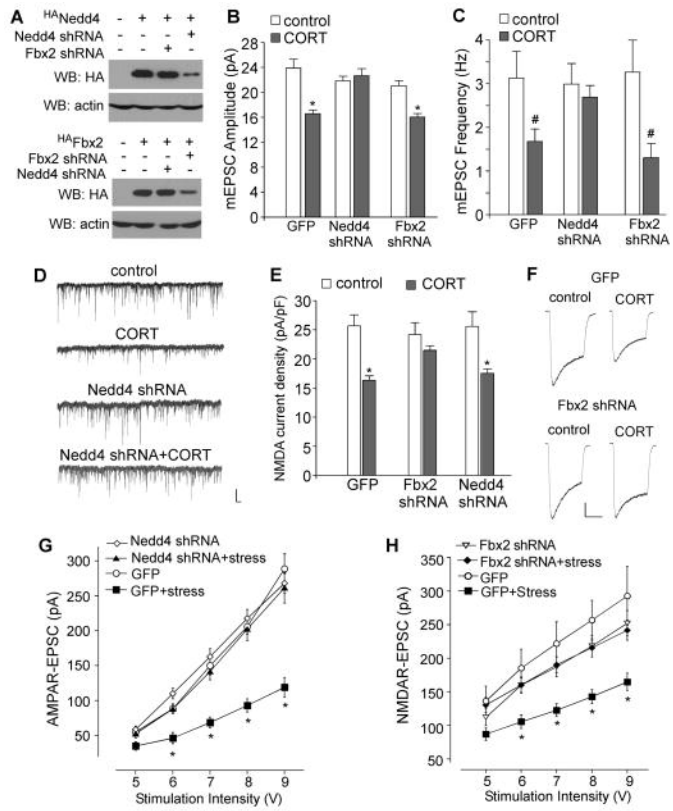 A
HANedd4 - + + +
Nedd4 shRNA - - - +
Fbx2 shRNA - - + -
WB: HA
WB: actin
HAFbx2 - + + +
Fbx2 shRNA - - - +
Nedd4 shRNA - - + -
WB: HA
WB: actin
B
control
CORT
mEPSC Amplitude (pA)
32
28
24
20
16
12
8
4
0
*
*
GFP Nedd4 Fbx2
shRNA shRNA
C
control
CORT
mEPSC Frequency (Hz)
4
3
2
1
0
#
#
GFP Nedd4 Fbx2
shRNA shRNA
D
control
CORT
Nedd4 shRNA
Nedd4 shRNA+CORT
E
control CORT
NMDA current density (pA/pF)
30
25
20
15
10
5
0
*
*
GFP Fbx2 Nedd4
shRNA shRNA
F
GFP
control CORT
Fbx2 shRNA
control CORT
G
Nedd4 shRNA
Nedd4 shRNA+stress
GFP
GFP+stress
AMPAR-EPSC (pA)
300
250
200
150
100
50
* * * *
5 6 7 8 9
Stimulation Intensity (V)
H
Fbx2 shRNA
Fbx2 shRNA+stress
GFP
GFP+Stress
NMDAR-EPSC (pA)
350
300
250
200
150
100
50
* * * *
5 6 7 8 9
Stimulation Intensity (V)